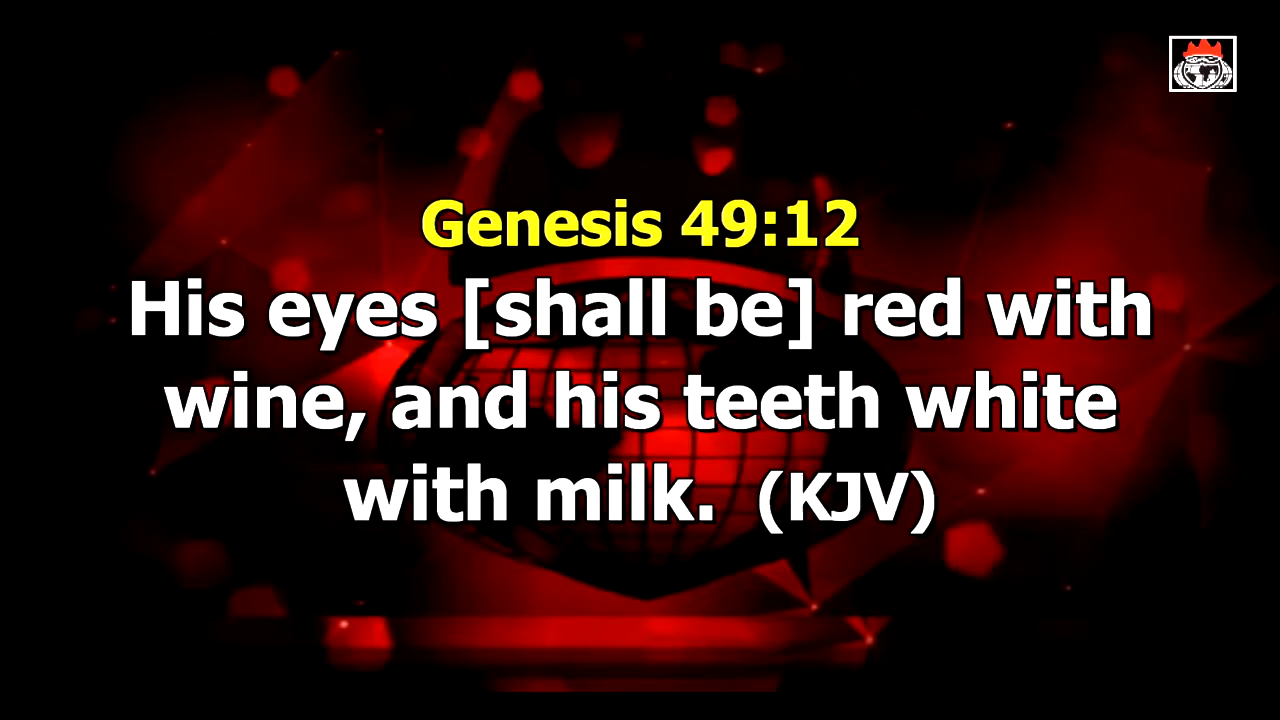 Genesis 49:12
His eyes [shall be] red with
wine, and his teeth white
with milk. (KJV)